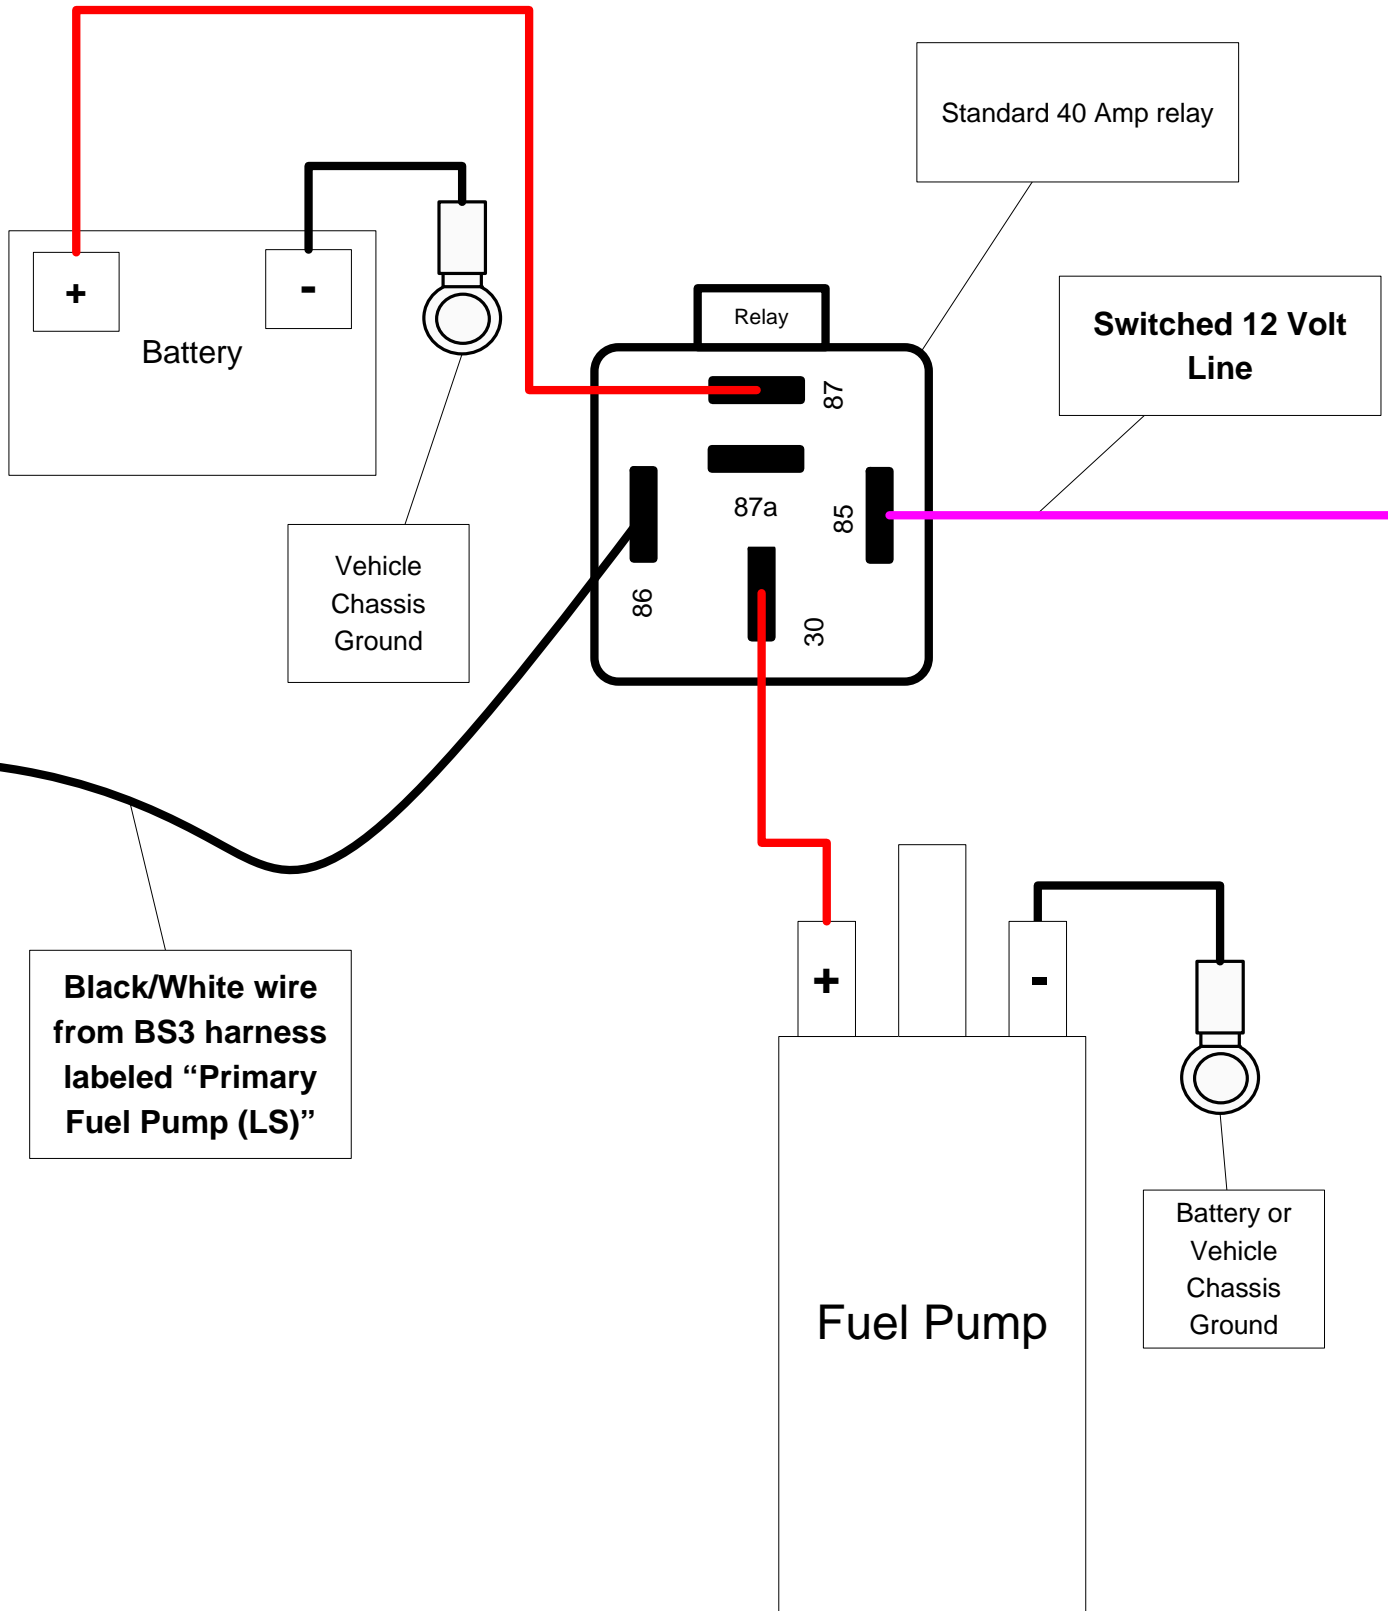 Standard 40 Amp relay
+
-
Battery
Relay
Switched 12 Volt
Line
87
87a
85
86
30
Vehicle
Chassis
Ground
Black/White wire
from BS3 harness
labeled “Primary
Fuel Pump (LS)”
+
-
Fuel Pump
Battery or
Vehicle
Chassis
Ground